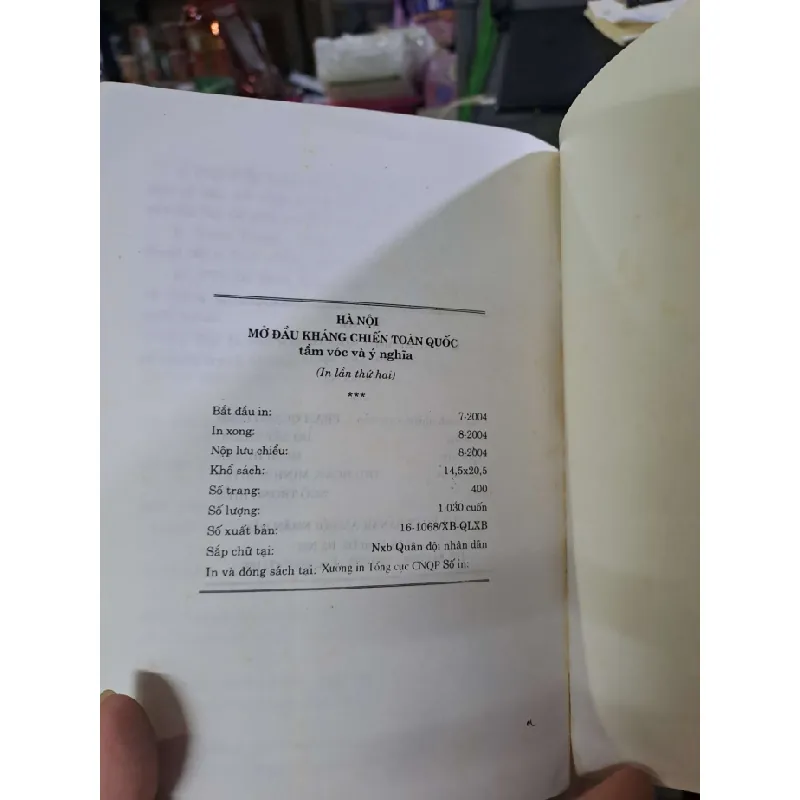 HÀ NỘI
MỞ ĐẦU KHÁNG CHIẾN TOÀN QUỐC
tầm vóc và ý nghĩa
(In lần thứ hai)
***
Bắt đầu in: 7-2004
In xong: 8-2004
Nộp lưu chiểu: 8-2004
Khổ sách: 14,5x20,5
Số trang: 400
Số lượng: 1 030 cuốn
Số xuất bản: 16-1068/XB-QLXB
Sắp chữ tại: Nxb Quân đội nhân dân
In và đóng sách tại: Xưởng in Tổng cục CNQP Số in: